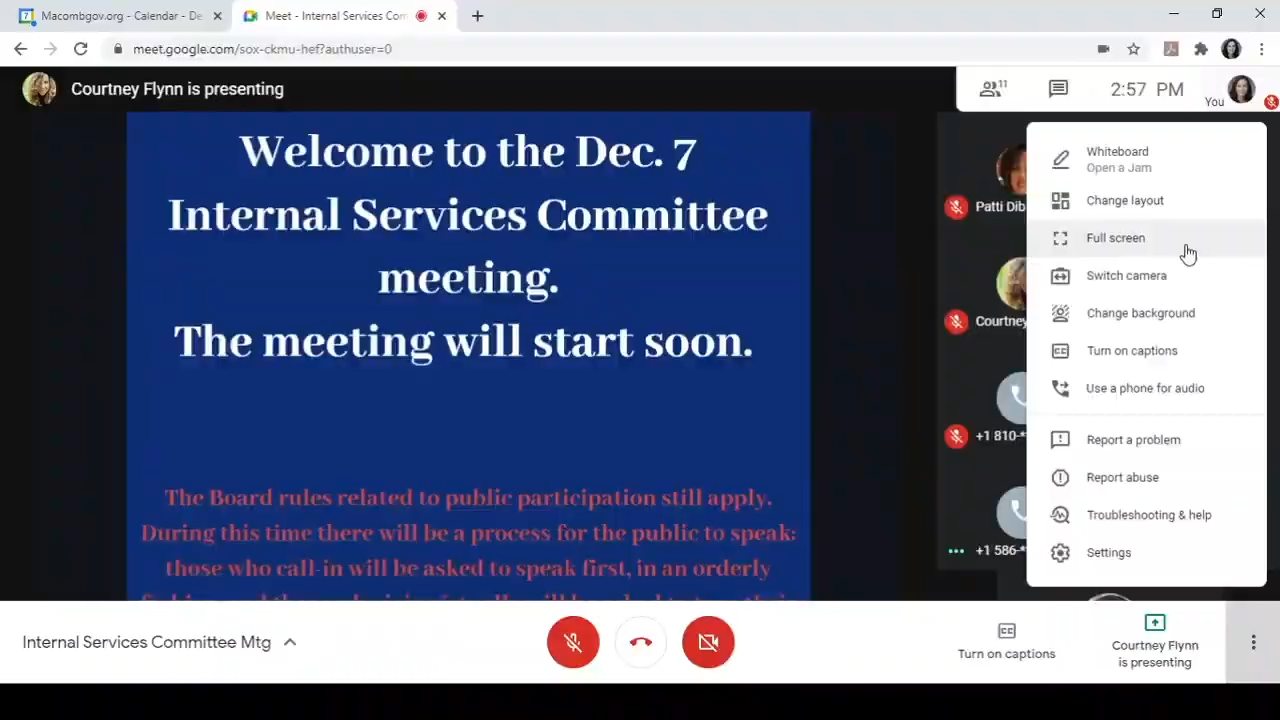 Macombgov.org - Calendar - De
Meet - Internal Services Com
meet.google.com/sox-ckmu-hef?authuser=0
Courtney Flynn is presenting
11
2:57 PM
You
Welcome to the Dec. 7
Internal Services Committee
meeting.
The meeting will start soon.
The Board rules related to public participation still apply.
During this time there will be a process for the public to speak:
those who call-in will be asked to speak first, in an orderly
Patti Dib
Courtney
+1 810-*
+1 586-*
Whiteboard
Open a Jam
Change layout
Full screen
Switch camera
Change background
Turn on captions
Use a phone for audio
Report a problem
Report abuse
Troubleshooting & help
Settings
Internal Services Committee Mtg
Turn on captions
Courtney Flynn
is presenting